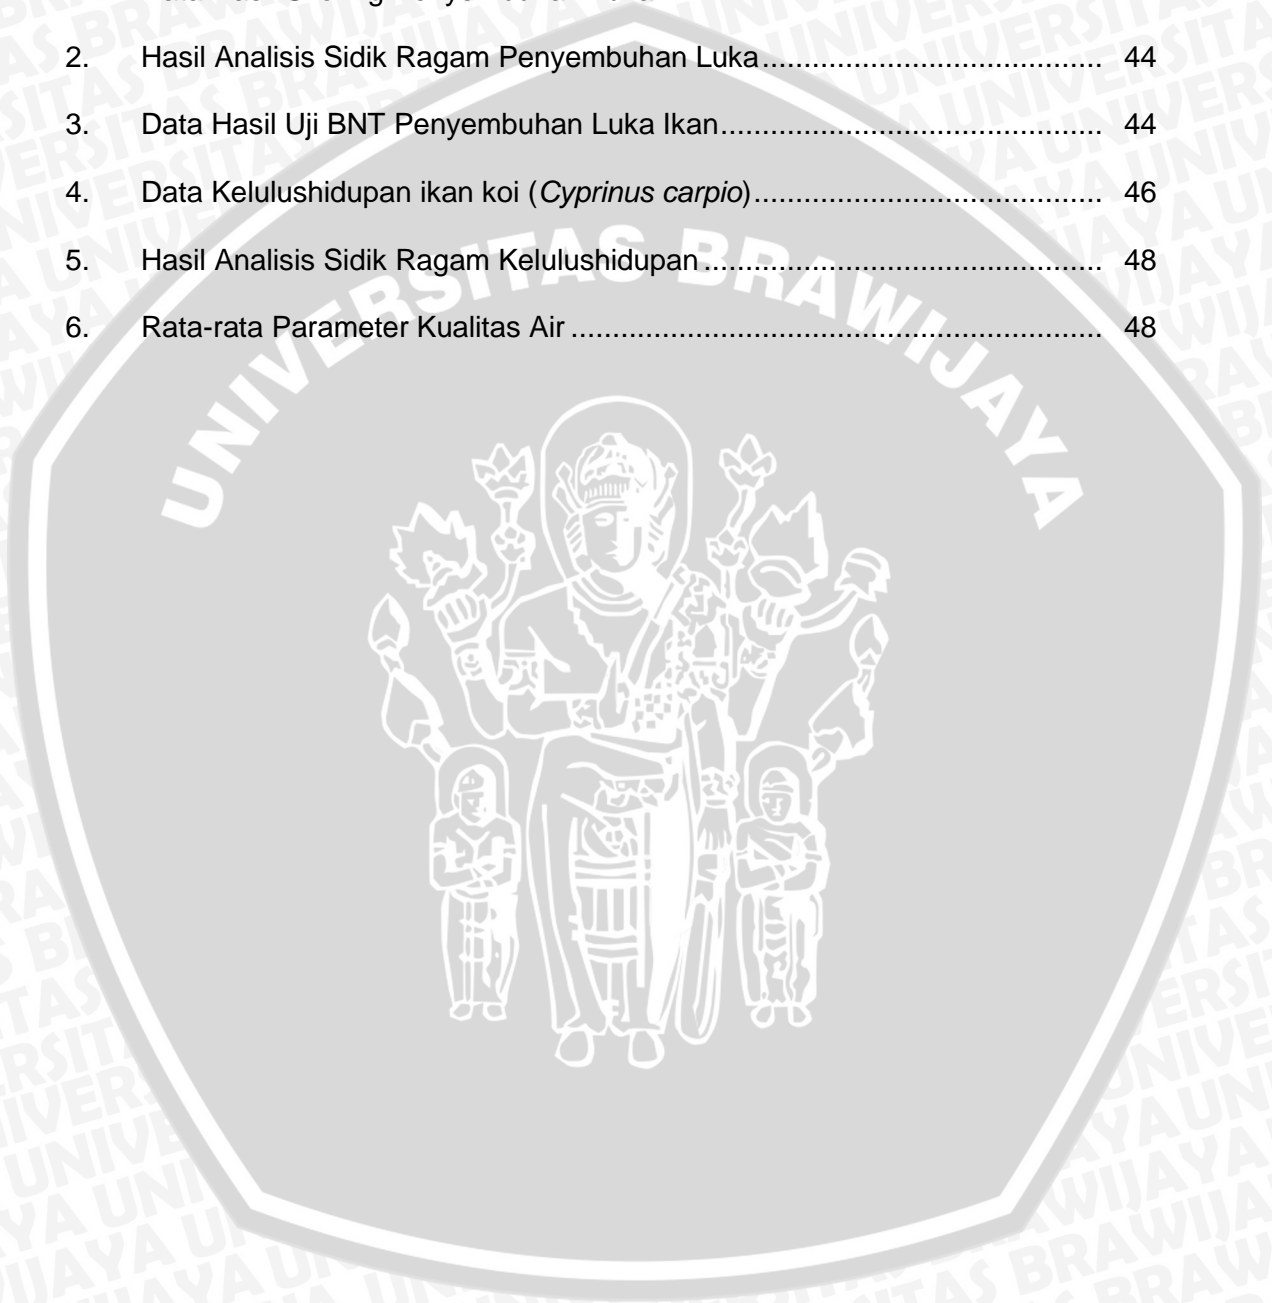 2. Hasil Analisis Sidik Ragam Penyembuhan Luka.................................... 44
3. Data Hasil Uji BNT Penyembuhan Luka Ikan......................................... 44
4. Data Kelulushidupan ikan koi (Cyprinus carpio)..................................... 46
5. Hasil Analisis Sidik Ragam Kelulushidupan........................................... 48
6. Rata-rata Parameter Kualitas Air......................................................... 48
UNIVERSITAS BRAWIJAYA